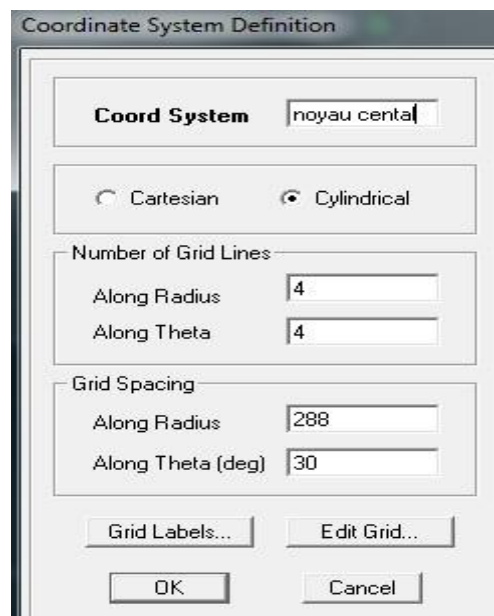 Coordinate System Definition
Coord System noyau cental
Cartesian Cylindrical
Number of Grid Lines
Along Radius 4
Along Theta 4
Grid Spacing
Along Radius 288
Along Theta (deg) 30
Grid Labels... Edit Grid...
OK Cancel